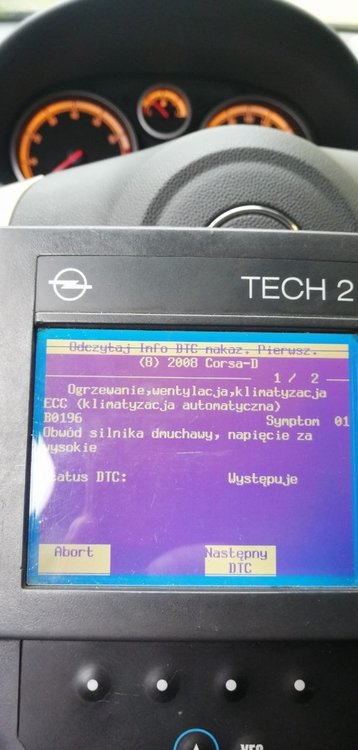 TECH 2
Odczytaj Info DTC nakaz. Pierwsz.
(8) 2008 Corsa-D
1 / 2
Ogrzewanie,wentylacja,klimatyzacja
ECC (klimatyzacja automatyczna)
B0196 Symptom 01
Obwód silnika dmuchawy, napięcie za
wysokie
Status DTC: Występuje
Abort Następny
DTC
YES